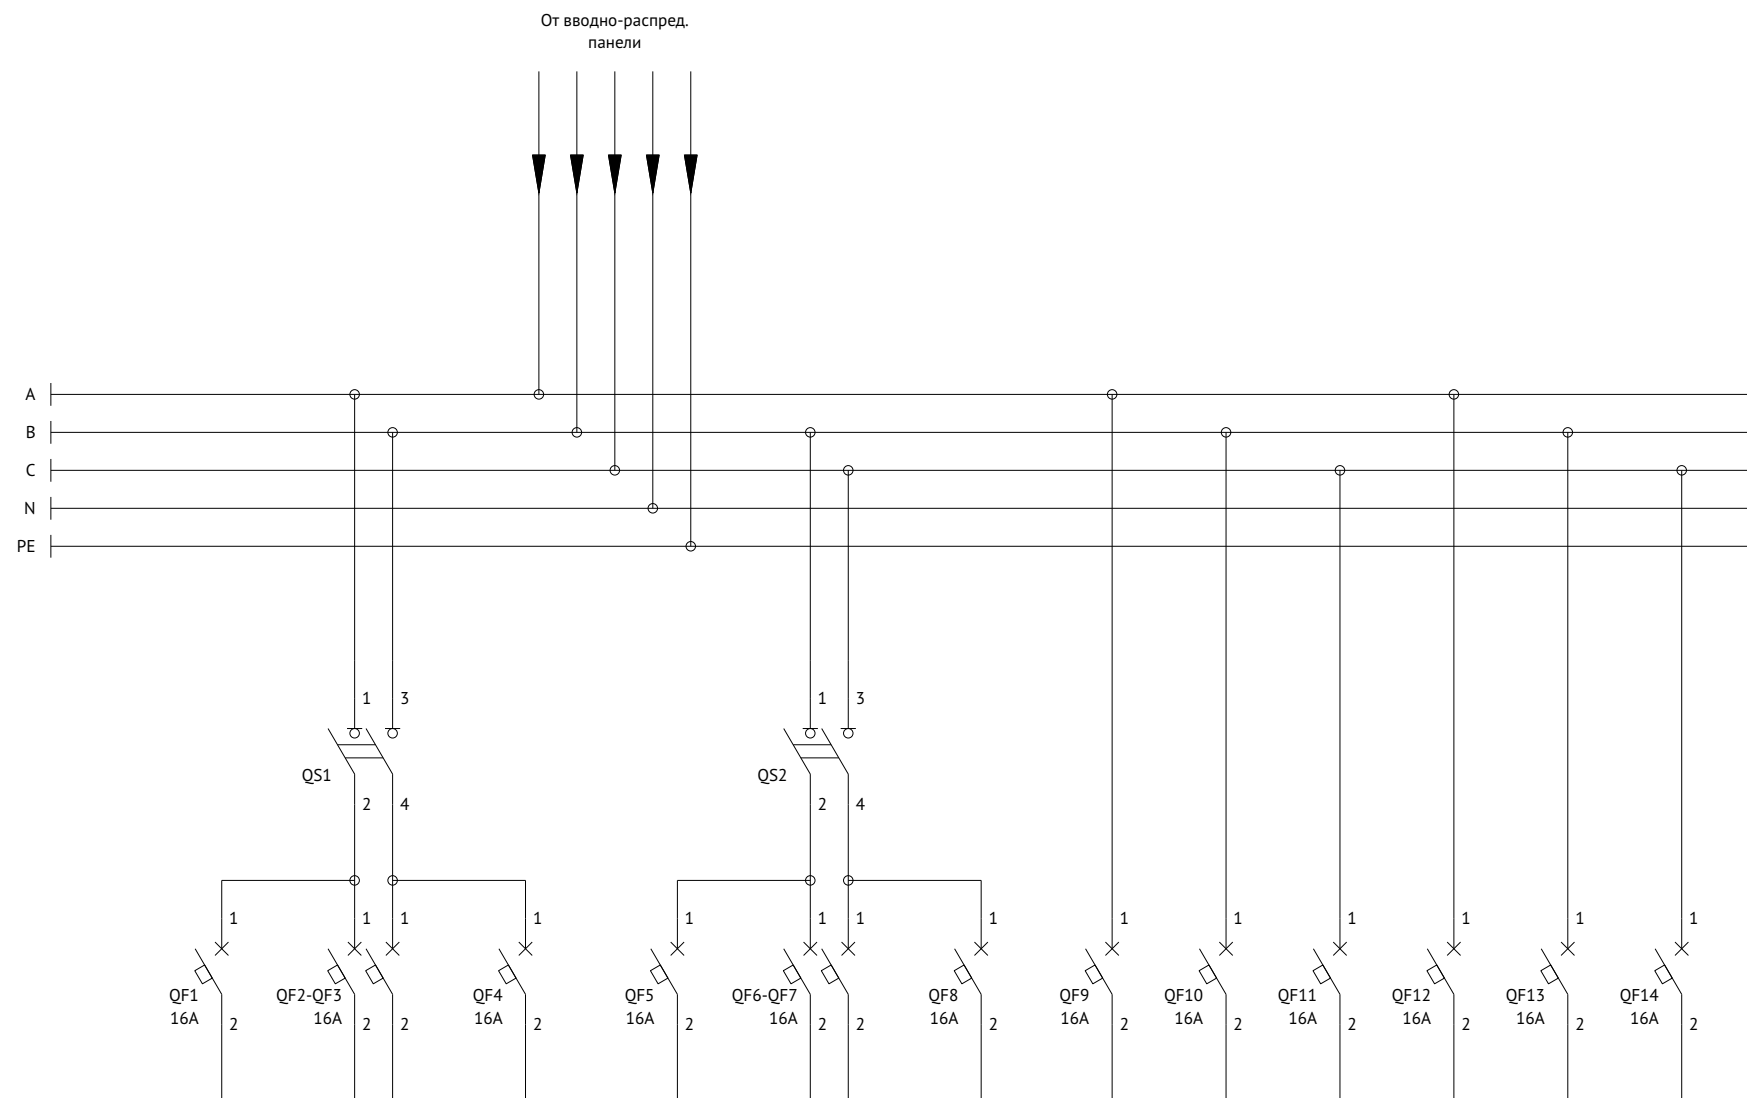 От вводно-распред.
панели
A
B
C
N
PE
1 3 1 3
QS1 QS2
2 4 2 4
1 1 1 1 1 1 1 1 1 1 1 1 1 1
QF1 QF2-QF3 QF4 QF5 QF6-QF7 QF8 QF9 QF10 QF11 QF12 QF13 QF14
16A 16A 16A 16A 16A 16A 16A 16A 16A 16A 16A 16A
2 2 2 2 2 2 2 2 2 2 2 2 2 2